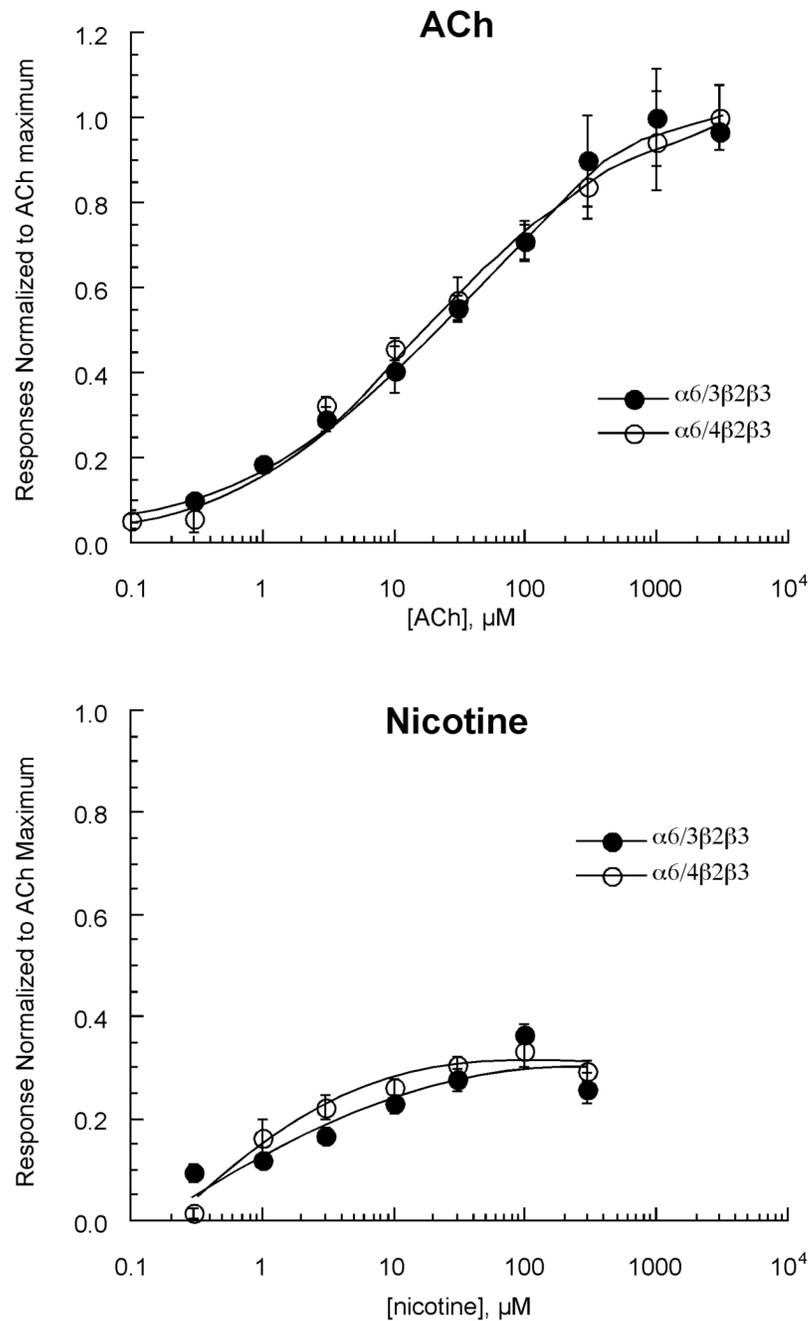 ACh
Responses Normalized to ACh maximum
1.2
1.0
0.8
0.6
0.4
0.2
0.0
α6/3β2β3
α6/4β2β3
0.1 1 10 100 1000 10⁴
[ACh], µM
Nicotine
Response Normalized to ACh Maximum
1.0
0.8
0.6
0.4
0.2
0.0
α6/3β2β3
α6/4β2β3
0.1 1 10 100 1000 10⁴
[nicotine], µM